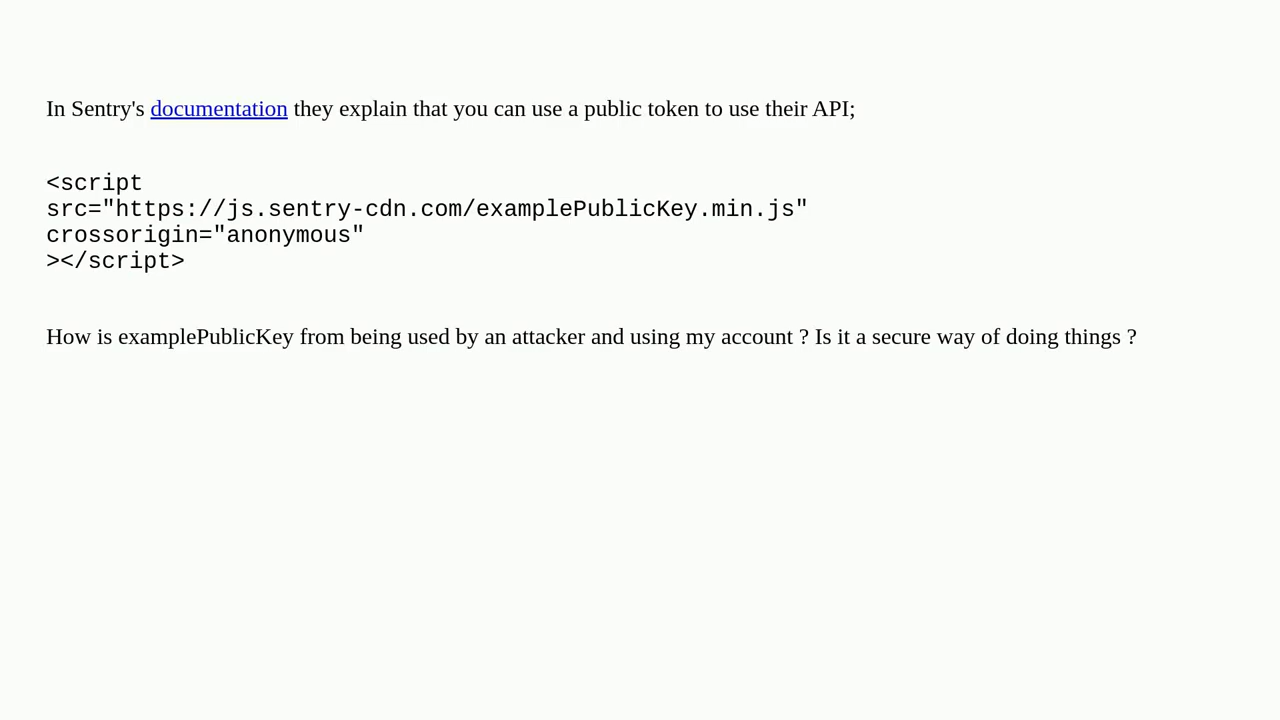 In Sentry's documentation they explain that you can use a public token to use their API;
<script
src="https://js.sentry-cdn.com/examplePublicKey.min.js"
crossorigin="anonymous"
></script>
How is examplePublicKey from being used by an attacker and using my account ? Is it a secure way of doing things ?